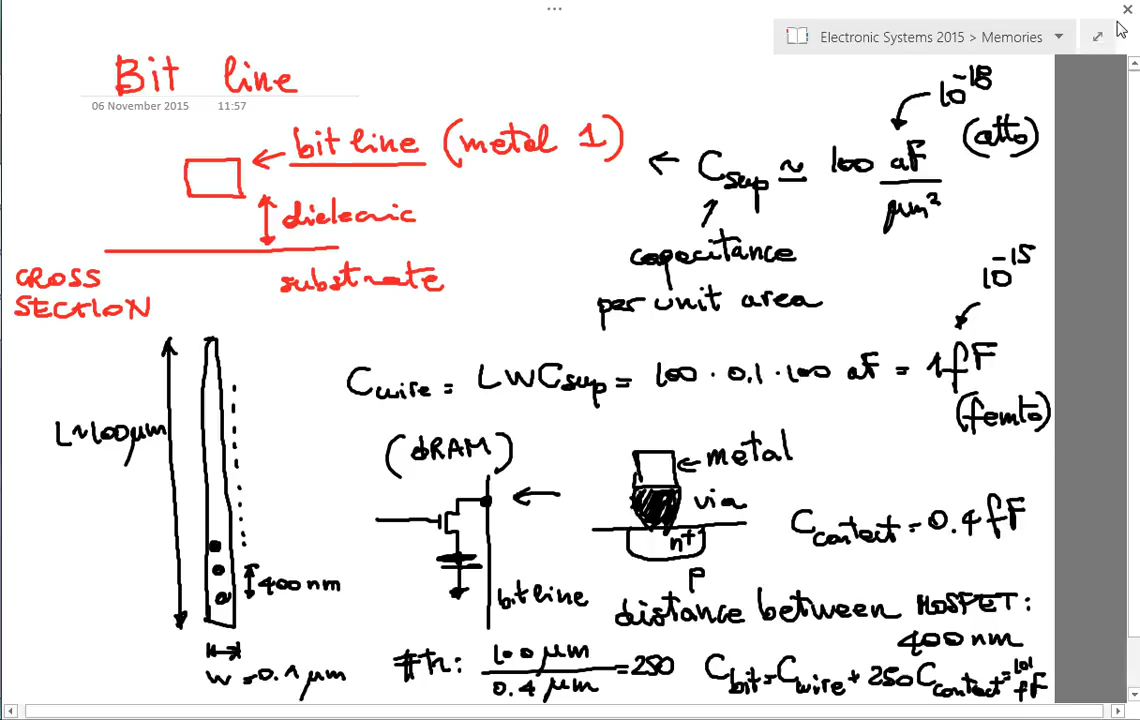 Electronic Systems 2015 > Memories
Bit line
06 November 2015 11:57
bit line (metal 1)
dielectric
substrate
CROSS
SECTION
← C_sup ≃ 100 aF/μm²
10⁻¹⁸
(atto)
capacitance
per unit area
10⁻¹⁵
C_wire = LWC_sup = 100 · 0.1 · 100 aF = 1fF
(femto)
L~100μm
400 nm
W = 0.1 μm
(dRAM)
bit line
metal
via
n+
p
C_contact = 0.4 fF
distance between MOSFET:
400 nm
#Tr: 100 μm / 0.4 μm = 250
C_bit = C_wire + 250 C_contact = 101 fF